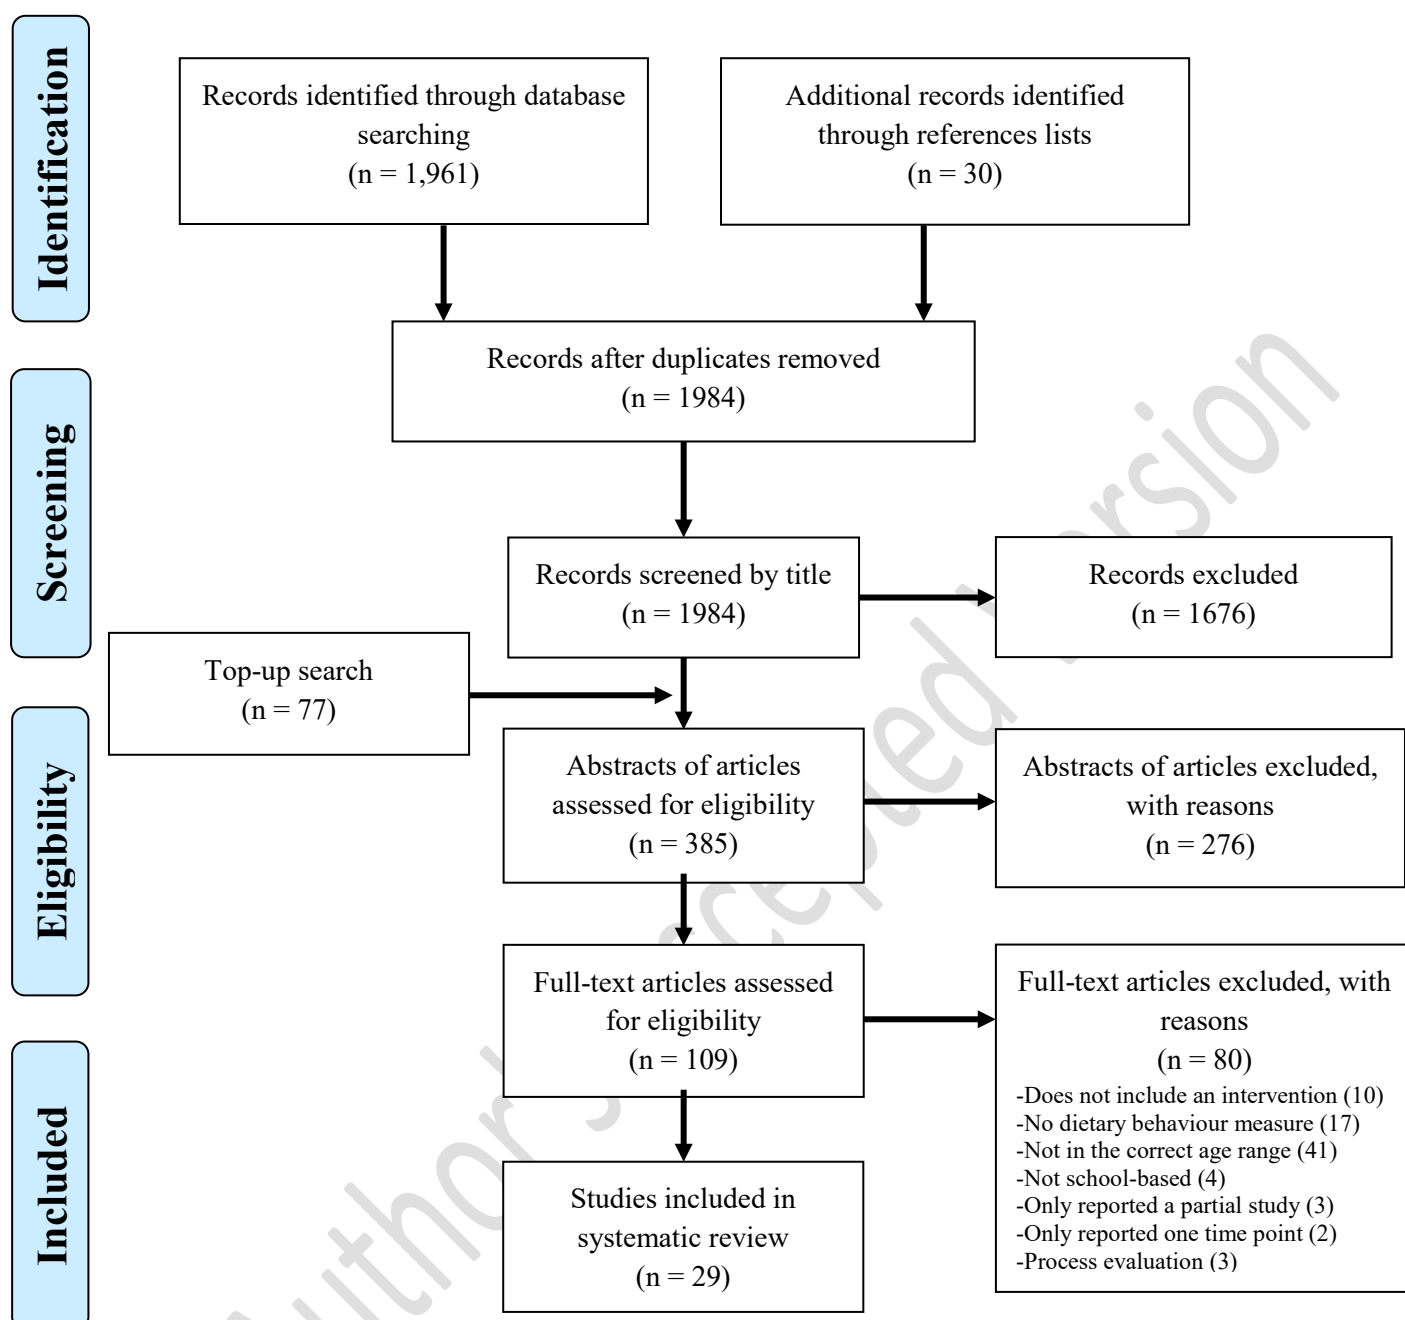 Identification
Records identified through database
searching
(n = 1,961)
Additional records identified
through references lists
(n = 30)
Records after duplicates removed
(n = 1984)
Screening
Records screened by title
(n = 1984)
Records excluded
(n = 1676)
Top-up search
(n = 77)
Eligibility
Abstracts of articles
assessed for eligibility
(n = 385)
Abstracts of articles excluded,
with reasons
(n = 276)
Full-text articles assessed
for eligibility
(n = 109)
Full-text articles excluded, with
reasons
(n = 80)
-Does not include an intervention (10)
-No dietary behaviour measure (17)
-Not in the correct age range (41)
-Not school-based (4)
-Only reported a partial study (3)
-Only reported one time point (2)
-Process evaluation (3)
Included
Studies included in
systematic review
(n = 29)
Author's accepted version